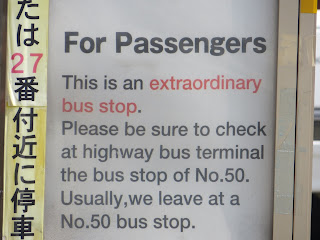 たは27番付近に停車
For Passengers
This is an extraordinary
bus stop.
Please be sure to check
at highway bus terminal
the bus stop of No.50.
Usually,we leave at a
No.50 bus stop.